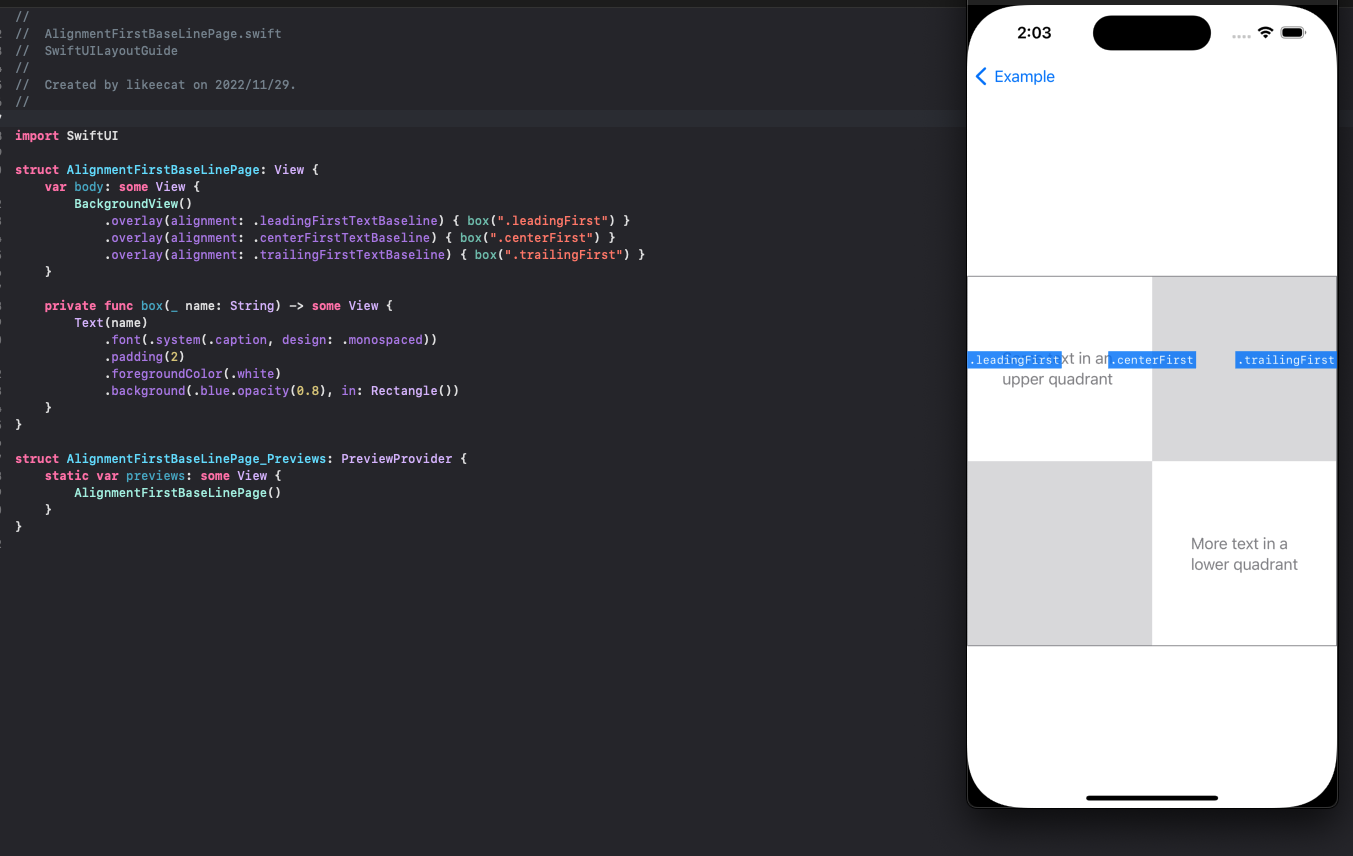 //
//  AlignmentFirstBaseLinePage.swift
//  SwiftUILayoutGuide
//
//  Created by likeecat on 2022/11/29.
//
import SwiftUI
struct AlignmentFirstBaseLinePage: View {
    var body: some View {
        BackgroundView()
            .overlay(alignment: .leadingFirstTextBaseline) { box(".leadingFirst") }
            .overlay(alignment: .centerFirstTextBaseline) { box(".centerFirst") }
            .overlay(alignment: .trailingFirstTextBaseline) { box(".trailingFirst") }
    }
    private func box(_ name: String) -> some View {
        Text(name)
            .font(.system(.caption, design: .monospaced))
            .padding(2)
            .foregroundColor(.white)
            .background(.blue.opacity(0.8), in: Rectangle())
    }
}
struct AlignmentFirstBaseLinePage_Previews: PreviewProvider {
    static var previews: some View {
        AlignmentFirstBaseLinePage()
    }
}
2:03
Example
.leadingFirst
in an
.centerFirst
.trailingFirst
upper quadrant
More text in a
lower quadrant